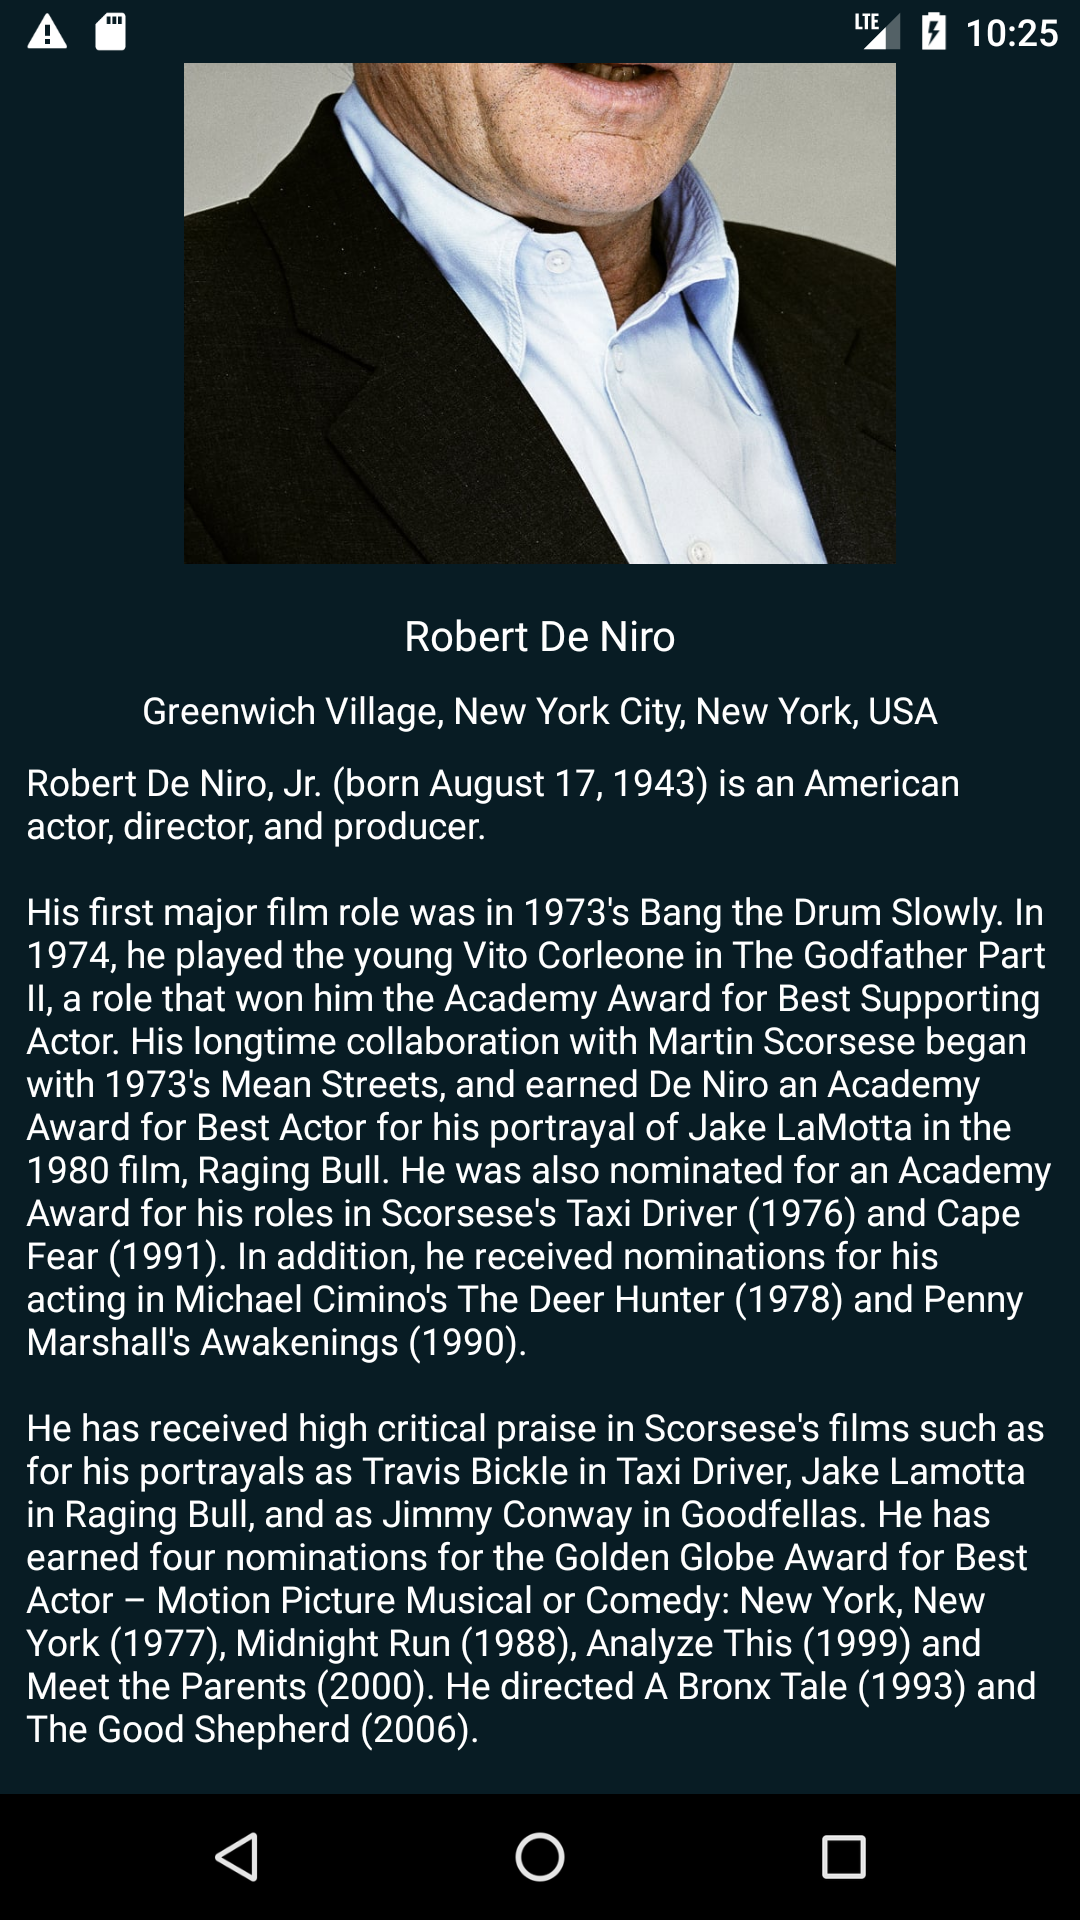 LTE 10:25
Robert De Niro
Greenwich Village, New York City, New York, USA
Robert De Niro, Jr. (born August 17, 1943) is an American
actor, director, and producer.
His first major film role was in 1973's Bang the Drum Slowly. In
1974, he played the young Vito Corleone in The Godfather Part
II, a role that won him the Academy Award for Best Supporting
Actor. His longtime collaboration with Martin Scorsese began
with 1973's Mean Streets, and earned De Niro an Academy
Award for Best Actor for his portrayal of Jake LaMotta in the
1980 film, Raging Bull. He was also nominated for an Academy
Award for his roles in Scorsese's Taxi Driver (1976) and Cape
Fear (1991). In addition, he received nominations for his
acting in Michael Cimino's The Deer Hunter (1978) and Penny
Marshall's Awakenings (1990).
He has received high critical praise in Scorsese's films such as
for his portrayals as Travis Bickle in Taxi Driver, Jake Lamotta
in Raging Bull, and as Jimmy Conway in Goodfellas. He has
earned four nominations for the Golden Globe Award for Best
Actor – Motion Picture Musical or Comedy: New York, New
York (1977), Midnight Run (1988), Analyze This (1999) and
Meet the Parents (2000). He directed A Bronx Tale (1993) and
The Good Shepherd (2006).